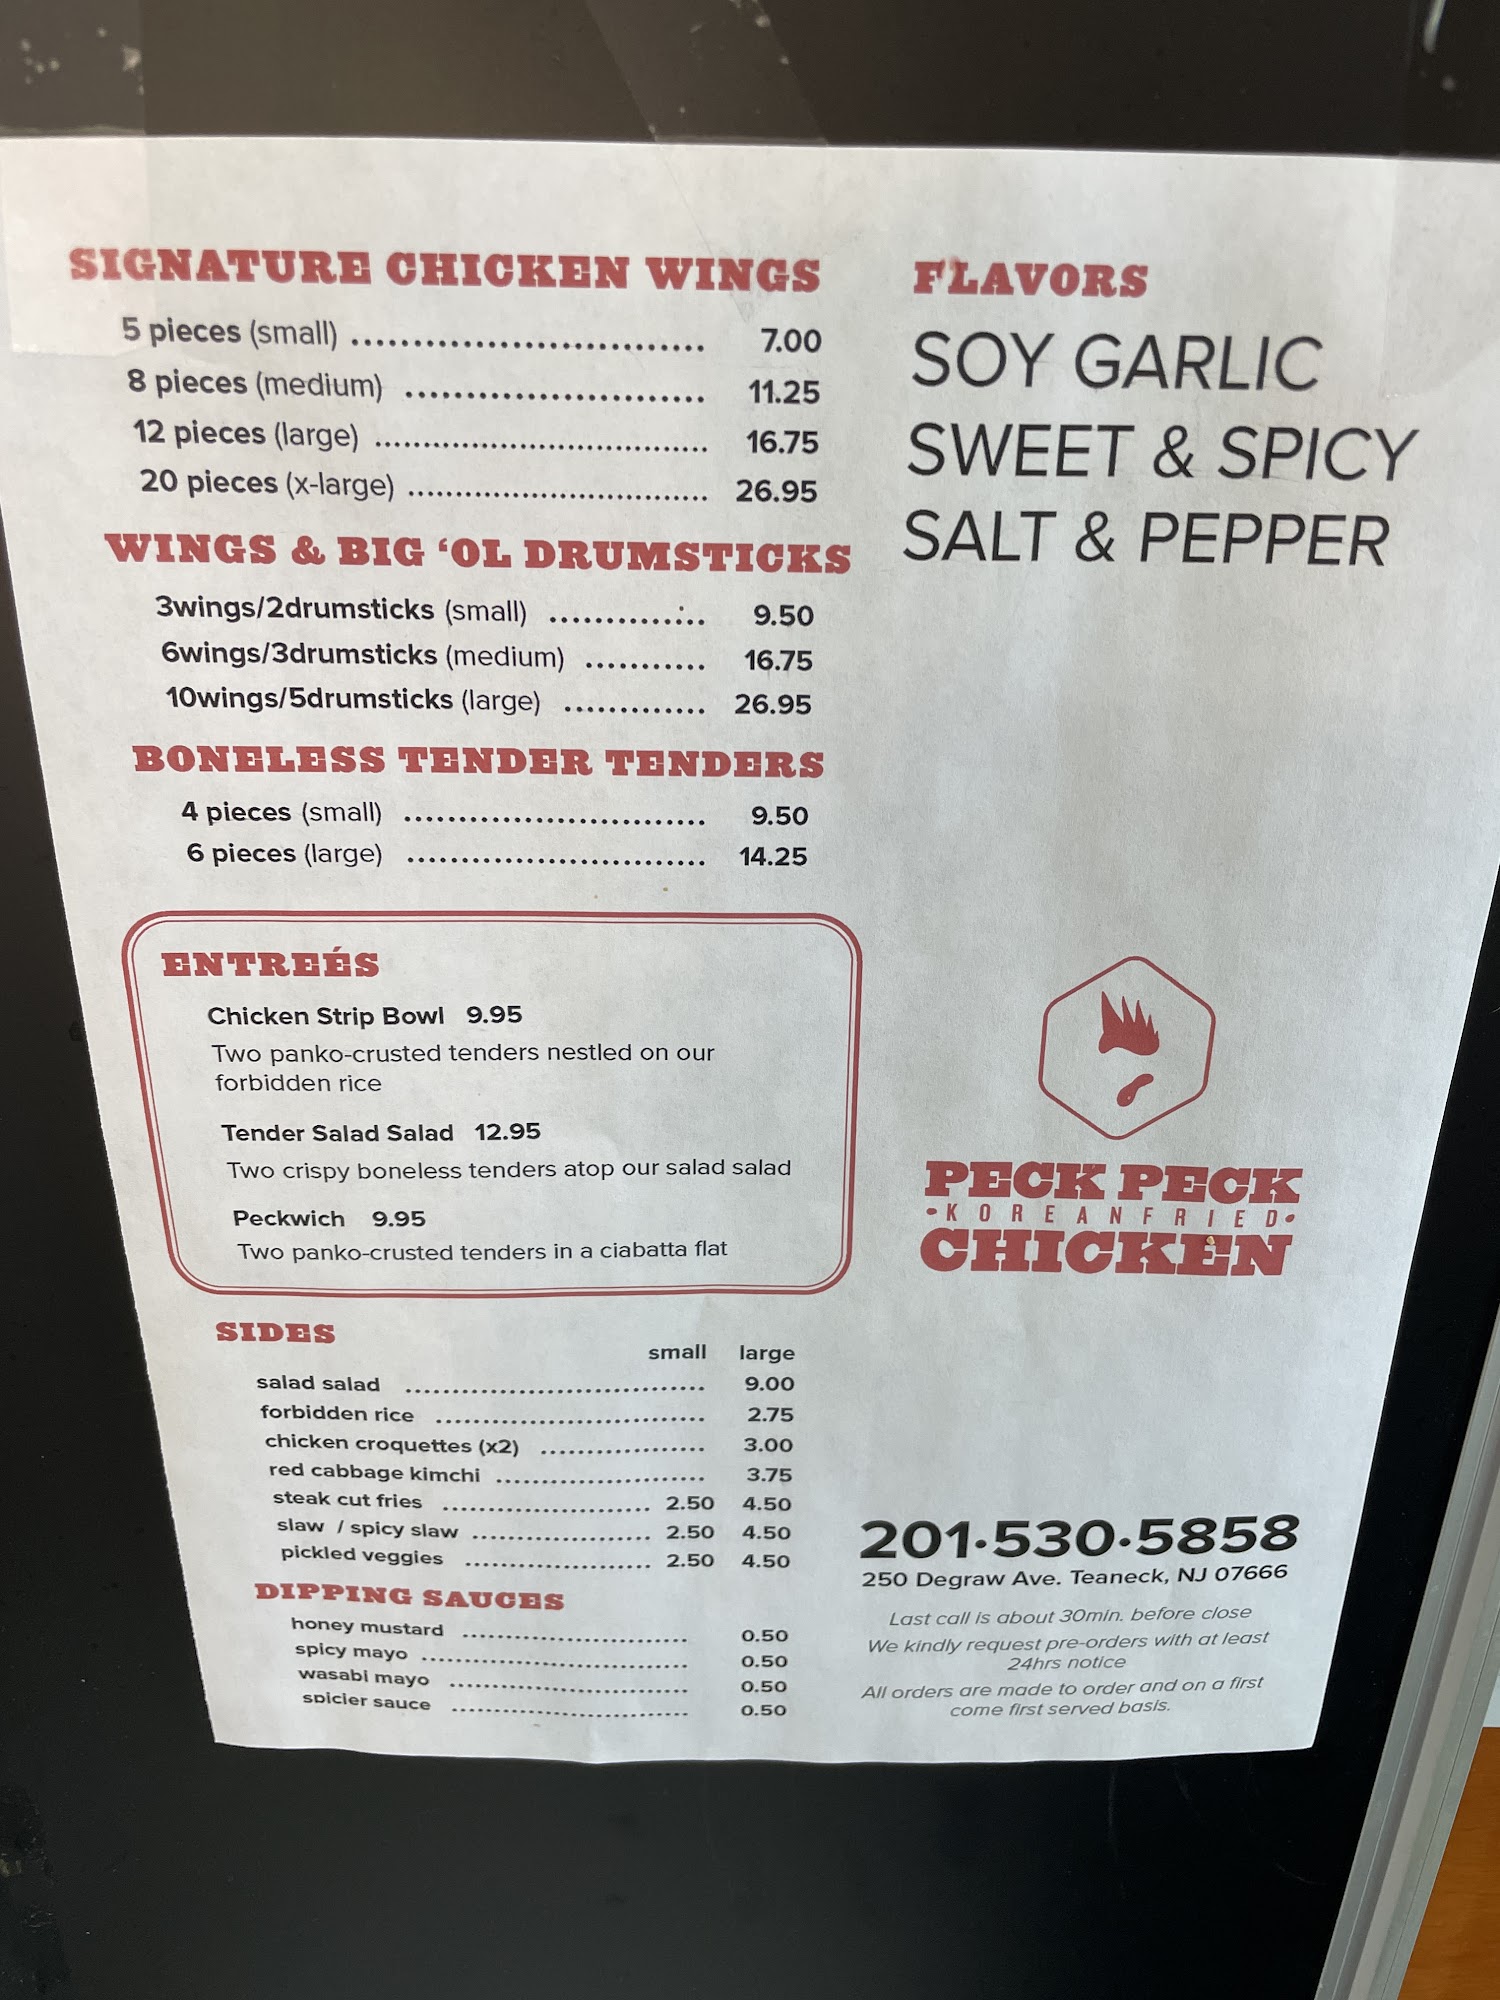 SIGNATURE CHICKEN WINGS
5 pieces (small) .............................. 7.00
8 pieces (medium) ......................... 11.25
12 pieces (large) ................................... 16.75
20 pieces (x-large) ................................ 26.95
WINGS & BIG ‘OL DRUMSTICKS
3wings/2drumsticks (small) .............. 9.50
6wings/3drumsticks (medium) ........... 16.75
10wings/5drumsticks (large) ............. 26.95
BONELESS TENDER TENDERS
4 pieces (small) ............................ 9.50
6 pieces (large) ............................ 14.25
ENTREÉS
Chicken Strip Bowl 9.95
Two panko-crusted tenders nestled on our
forbidden rice
Tender Salad Salad 12.95
Two crispy boneless tenders atop our salad salad
Peckwich 9.95
Two panko-crusted tenders in a ciabatta flat
SIDES
small large
salad salad ................................ 9.00
forbidden rice ............................. 2.75
chicken croquettes (x2) .................. 3.00
red cabbage kimchi ...................... 3.75
steak cut fries ...................... 2.50 4.50
slaw / spicy slaw ................... 2.50 4.50
pickled veggies .................... 2.50 4.50
DIPPING SAUCES
honey mustard ......................... 0.50
spicy mayo ............................. 0.50
wasabi mayo .......................... 0.50
spicier sauce .......................... 0.50
FLAVORS
SOY GARLIC
SWEET & SPICY
SALT & PEPPER
PECK PECK
•KOREANFRIED•
CHICKEN
201•530•5858
250 Degraw Ave. Teaneck, NJ 07666
Last call is about 30min. before close
We kindly request pre-orders with at least
24hrs notice
All orders are made to order and on a first
come first served basis.